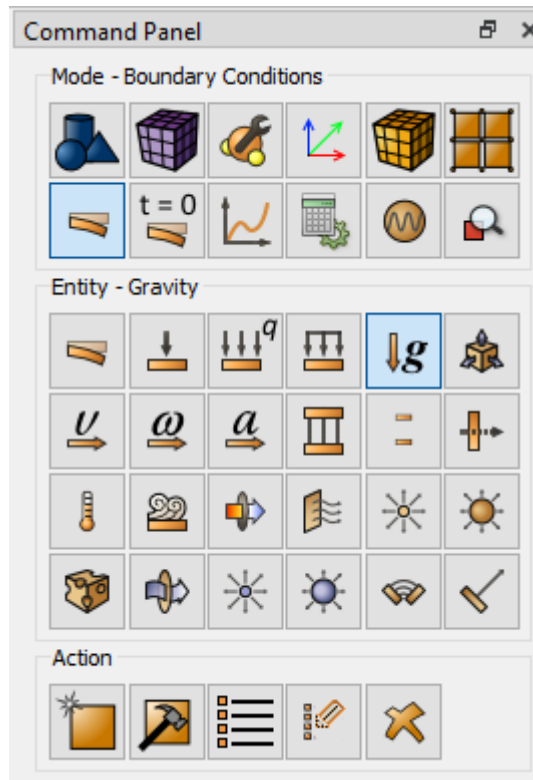 Command Panel
Mode - Boundary Conditions
t = 0
Entity - Gravity
q
g
υ
ω
a
Action